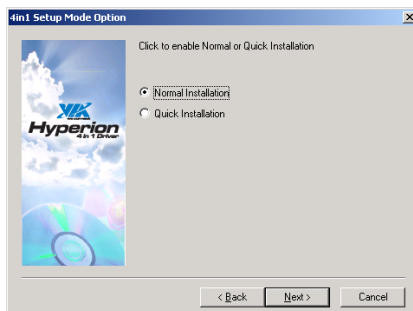 4in1 Setup Mode Option
Click to enable Normal or Quick Installation
Normal Installation
Quick Installation
VIA
Hyperion
4 in 1 Driver
< Back
Next >
Cancel